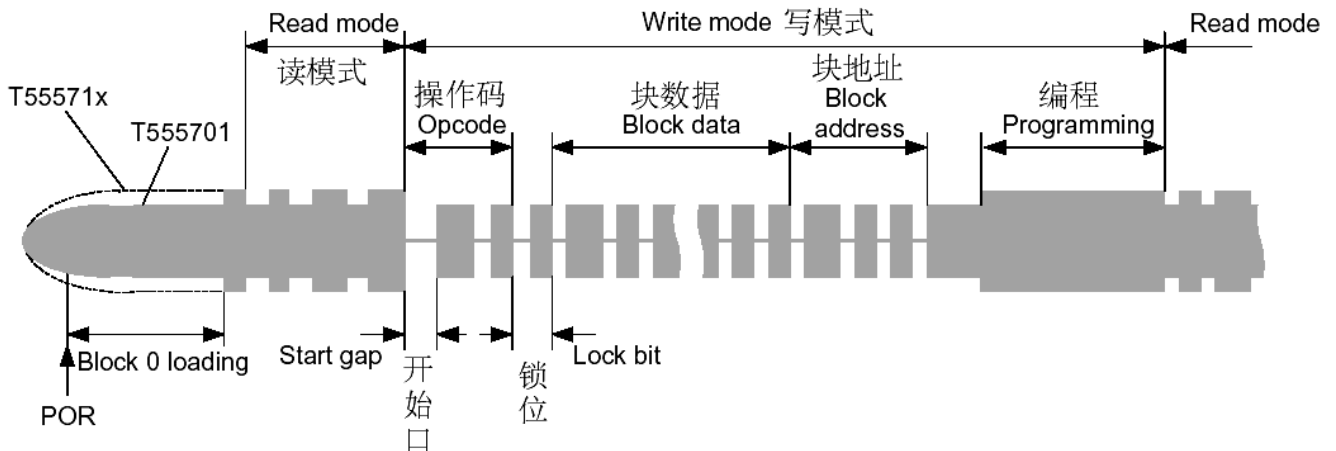 Read mode
Write mode 写模式
Read mode
读模式
块地址
T55571x
操作码
块数据
Block
编程
Opcode
Block data
address
Programming
T555701
Block 0 loading
Start gap
Lock bit
开始口
锁位
POR